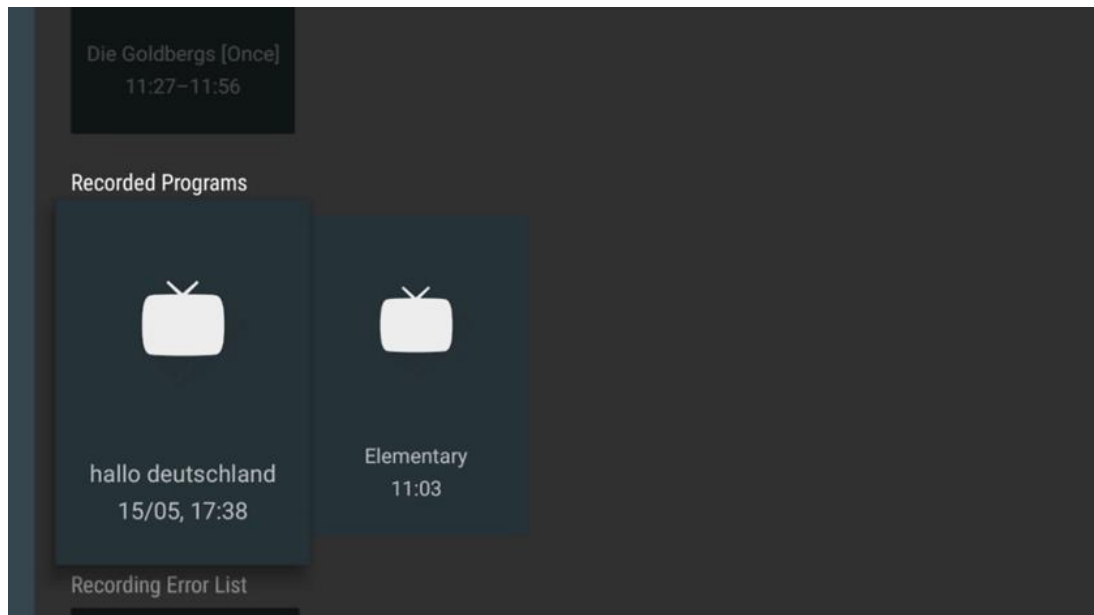 Die Goldbergs [Once]
11:27–11:56
Recorded Programs
hallo deutschland
15/05, 17:38
Elementary
11:03
Recording Error List